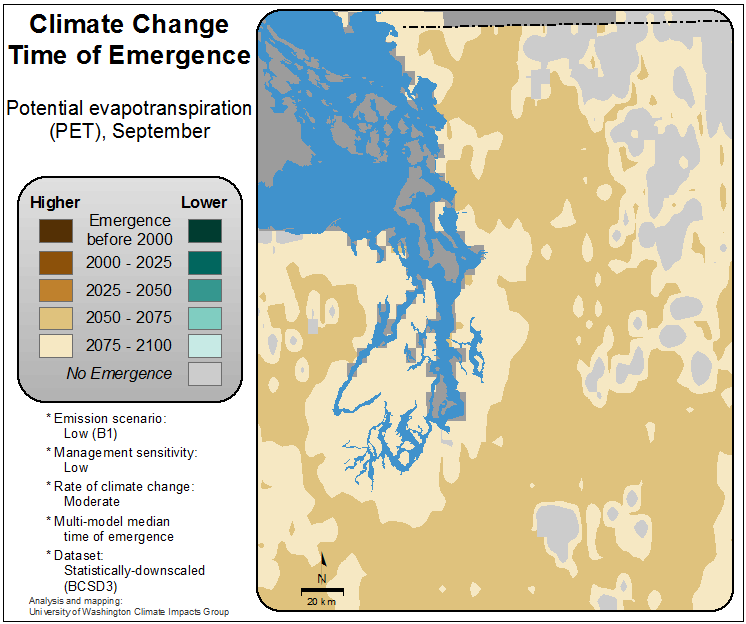 Climate Change
Time of Emergence
Potential evapotranspiration
(PET), September
Higher Lower
Emergence
before 2000
2000 - 2025
2025 - 2050
2050 - 2075
2075 - 2100
No Emergence
* Emission scenario:
Low (B1)
* Management sensitivity:
Low
* Rate of climate change:
Moderate
* Multi-model median
time of emergence
* Dataset:
Statistically-downscaled
(BCSD3)
Analysis and mapping:
University of Washington Climate Impacts Group
N
20 km